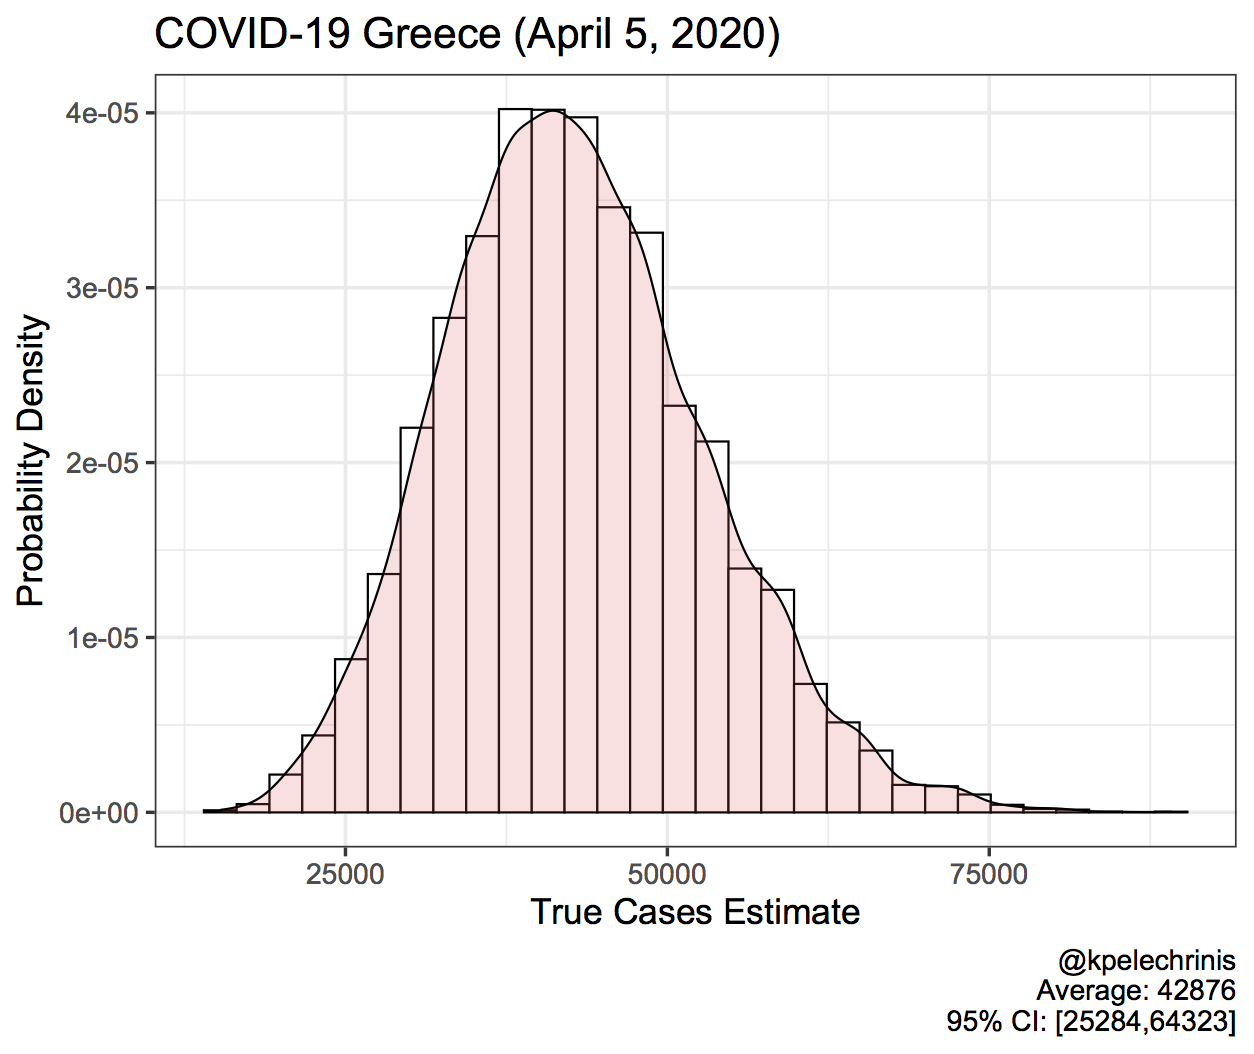 COVID-19 Greece (April 5, 2020)
4e-05
3e-05
2e-05
1e-05
0e+00
Probability Density
25000 50000 75000
True Cases Estimate
@kpelechrinis
Average: 42876
95% CI: [25284,64323]